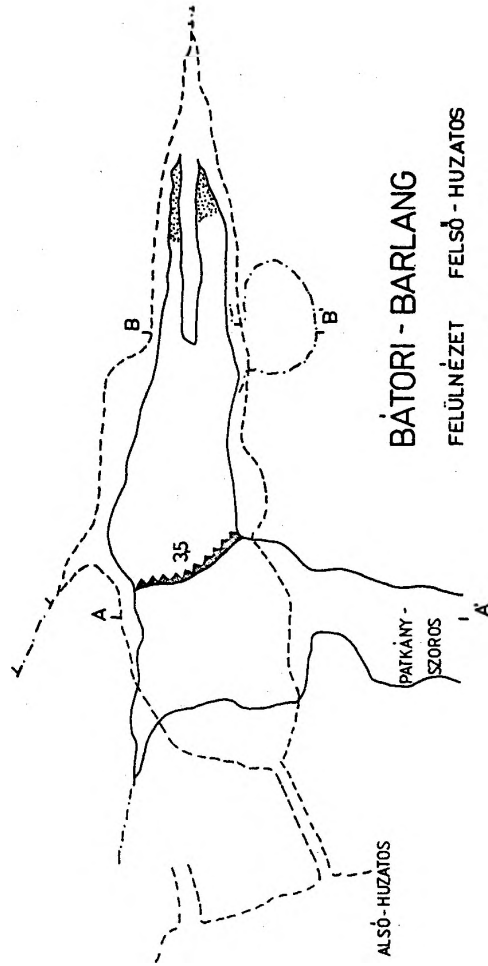 BÁTORI - BARLANG
FELÜLNÉZET FELSŐ - HUZATOS
A
A'
B
B'
3,5
PATKÁNY-
SZOROS
ALSÓ-HUZATOS